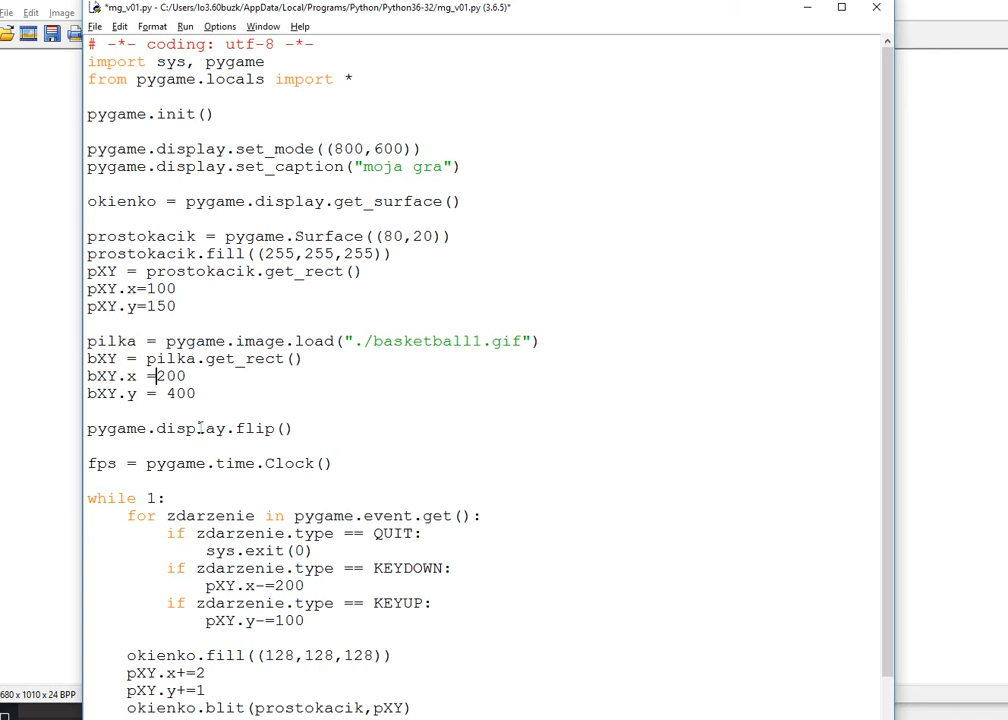 *mg_v01.py - C:/Users/lo3.60buzk/AppData/Local/Programs/Python/Python36-32/mg_v01.py (3.6.5)*
File Edit Image
File Edit Format Run Options Window Help
# -*- coding: utf-8 -*-
import sys, pygame
from pygame.locals import *
pygame.init()
pygame.display.set_mode((800,600))
pygame.display.set_caption("moja gra")
okienko = pygame.display.get_surface()
prostokacik = pygame.Surface((80,20))
prostokacik.fill((255,255,255))
pXY = prostokacik.get_rect()
pXY.x=100
pXY.y=150
pilka = pygame.image.load("./basketball1.gif")
bXY = pilka.get_rect()
bXY.x =200
bXY.y = 400
pygame.display.flip()
fps = pygame.time.Clock()
while 1:
    for zdarzenie in pygame.event.get():
        if zdarzenie.type == QUIT:
            sys.exit(0)
        if zdarzenie.type == KEYDOWN:
            pXY.x-=200
        if zdarzenie.type == KEYUP:
            pXY.y-=100
    okienko.fill((128,128,128))
    pXY.x+=2
    pXY.y+=1
    okienko.blit(prostokacik,pXY)
680 x 1010 x 24 BPP